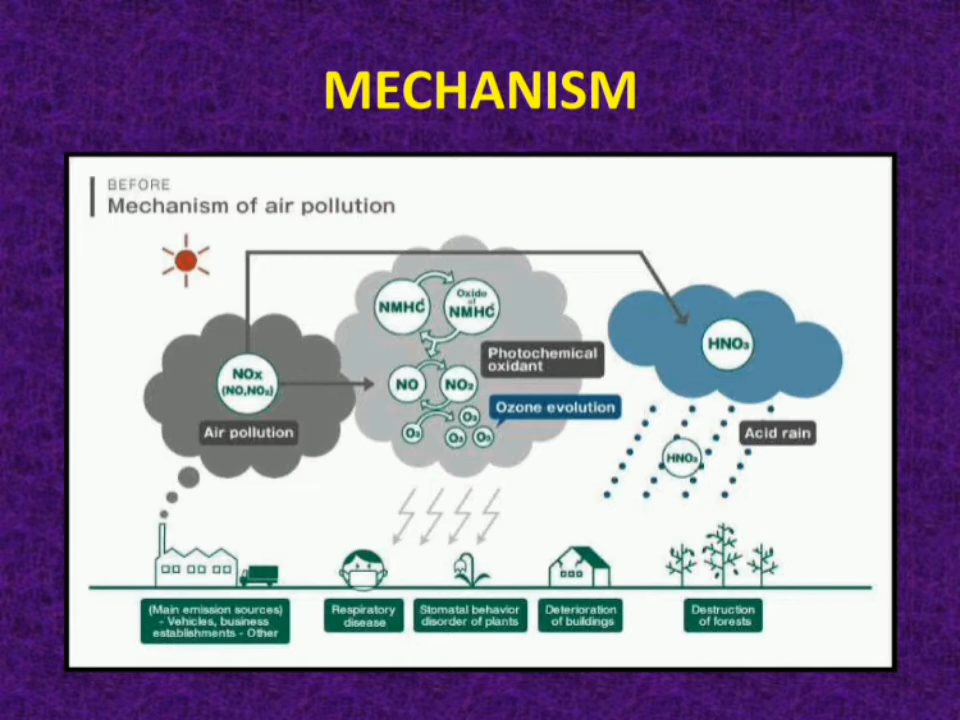 MECHANISM
BEFORE
Mechanism of air pollution
NMHC
Oxide
of
NMHC
NOx
(NO,NO₂)
Air pollution
NO
NO₂
O₂
O₃
O₃
O₃
Photochemical
oxidant
Ozone evolution
HNO₃
HNO₃
Acid rain
(Main emission sources)
- Vehicles, business
establishments - Other
Respiratory
disease
Stomatal behavior
disorder of plants
Deterioration
of buildings
Destruction
of forests